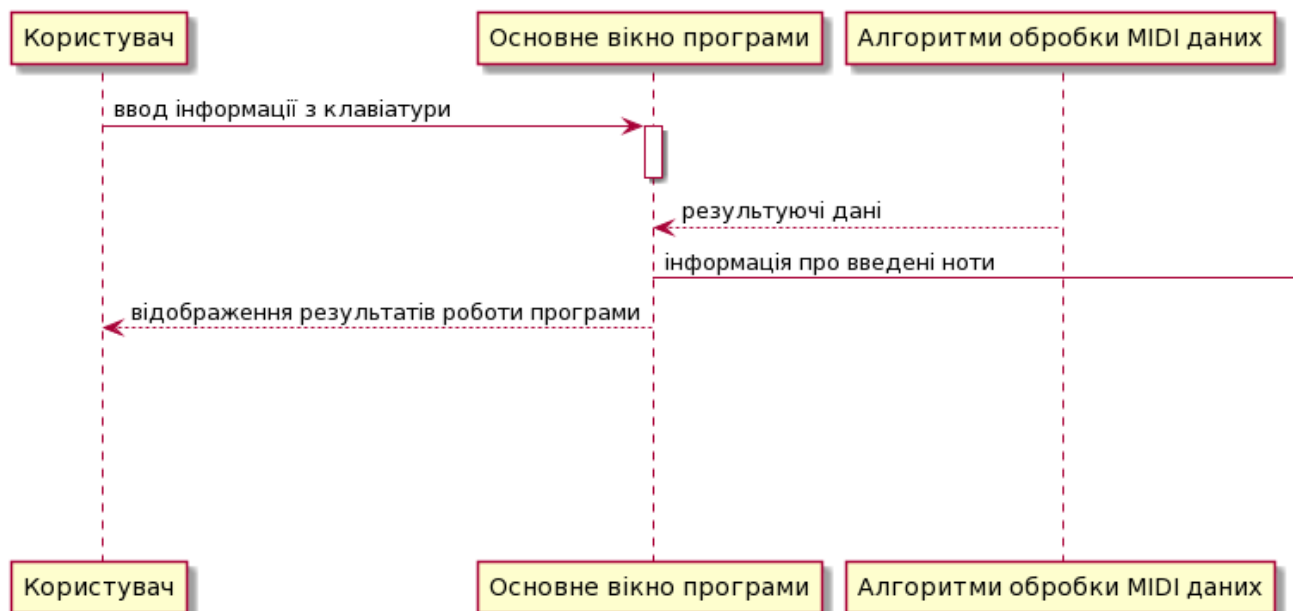 Користувач
Основне вікно програми
Алгоритми обробки MIDI даних
ввод інформації з клавіатури
результуючі дані
інформація про введені ноти
відображення результатів роботи програми
Користувач
Основне вікно програми
Алгоритми обробки MIDI даних